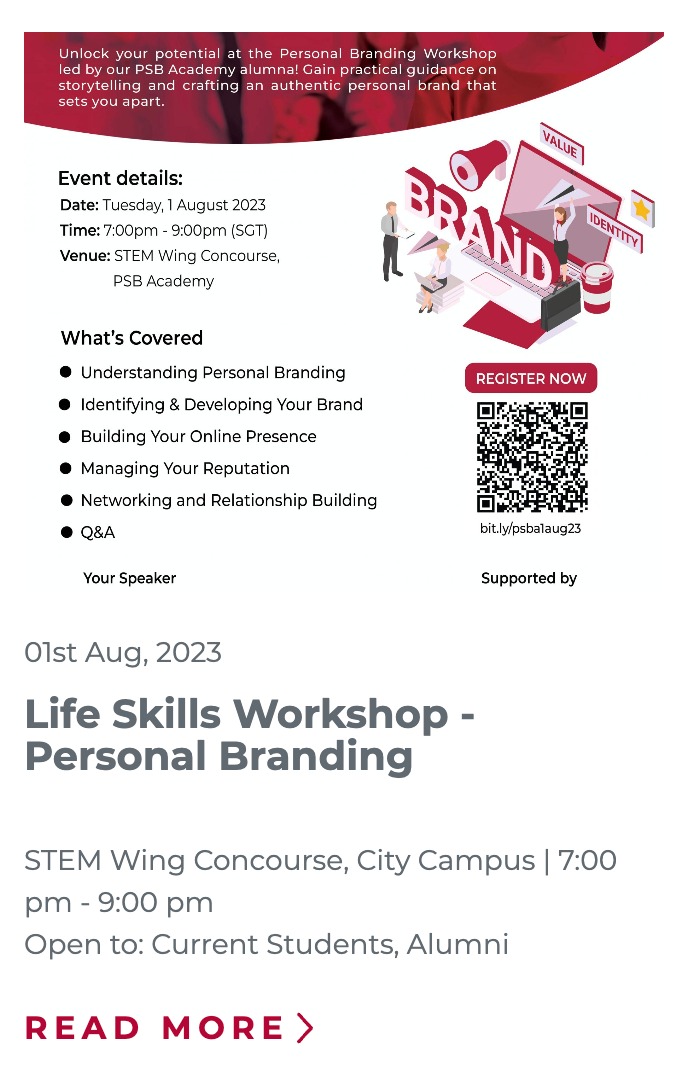 Unlock your potential at the Personal Branding Workshop
led by our PSB Academy alumna! Gain practical guidance on
storytelling and crafting an authentic personal brand that
sets you apart.
Event details:
Date: Tuesday, 1 August 2023
Time: 7:00pm - 9:00pm (SGT)
Venue: STEM Wing Concourse,
PSB Academy
VALUE
BRAND
IDENTITY
What's Covered
● Understanding Personal Branding
● Identifying & Developing Your Brand
● Building Your Online Presence
● Managing Your Reputation
● Networking and Relationship Building
● Q&A
REGISTER NOW
bit.ly/psba1aug23
Your Speaker
Supported by
01st Aug, 2023
Life Skills Workshop -
Personal Branding
STEM Wing Concourse, City Campus | 7:00
pm - 9:00 pm
Open to: Current Students, Alumni
READ MORE >